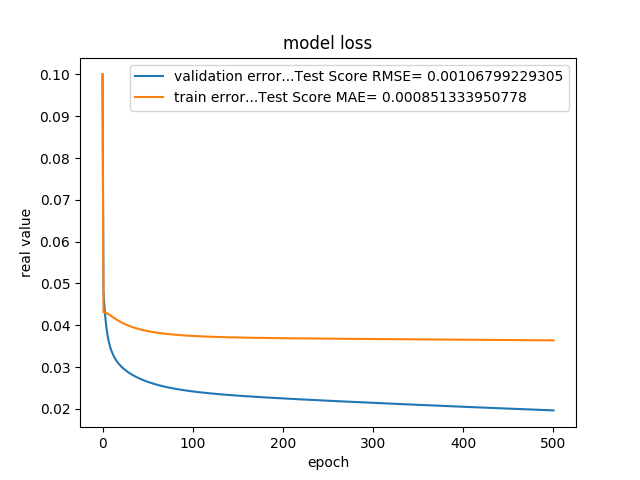 model loss
validation error...Test Score RMSE= 0.00106799229305
train error...Test Score MAE= 0.000851333950778
0.10
0.09
0.08
0.07
0.06
0.05
0.04
0.03
0.02
real value
0 100 200 300 400 500
epoch